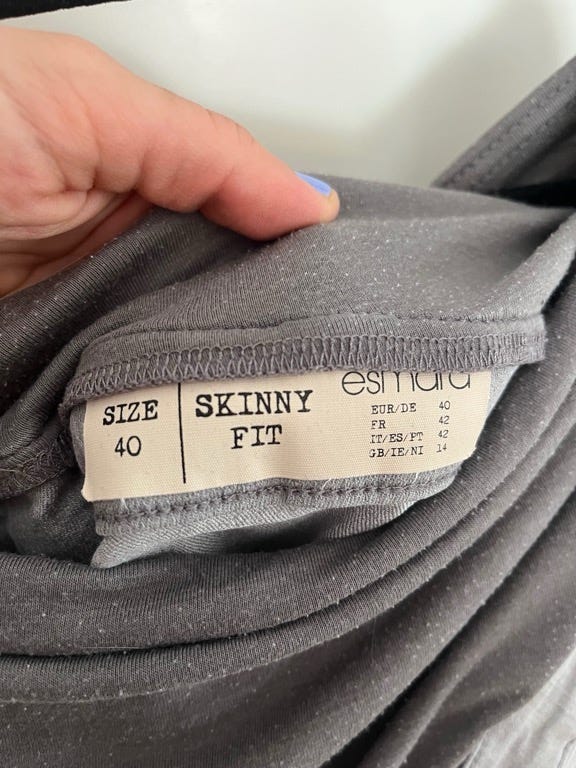 SIZE
40
SKINNY
FIT
esmara
EUR/DE 40
FR 42
IT/ES/PT 42
GB/IE/NI 14